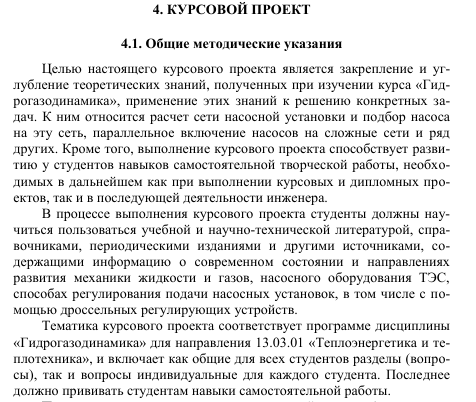 4. КУРСОВОЙ ПРОЕКТ
4.1. Общие методические указания
Целью настоящего курсового проекта является закрепление и уг-
лубление теоретических знаний, полученных при изучении курса «Гид-
рогазодинамика», применение этих знаний к решению конкретных за-
дач. К ним относится расчет сети насосной установки и подбор насоса
на эту сеть, параллельное включение насосов на сложные сети и ряд
других. Кроме того, выполнение курсового проекта способствует разви-
тию у студентов навыков самостоятельной творческой работы, необхо-
димых в дальнейшем как при выполнении курсовых и дипломных про-
ектов, так и в последующей деятельности инженера.
В процессе выполнения курсового проекта студенты должны нау-
читься пользоваться учебной и научно-технической литературой, спра-
вочниками, периодическими изданиями и другими источниками, со-
держащими информацию о современном состоянии и направлениях
развития механики жидкости и газов, насосного оборудования ТЭС,
способах регулирования подачи насосных установок, в том числе с по-
мощью дроссельных регулирующих устройств.
Тематика курсового проекта соответствует программе дисциплины
«Гидрогазодинамика» для направления 13.03.01 «Теплоэнергетика и те-
плотехника», и включает как общие для всех студентов разделы (вопро-
сы), так и вопросы индивидуальные для каждого студента. Последнее
должно прививать студентам навыки самостоятельной работы.